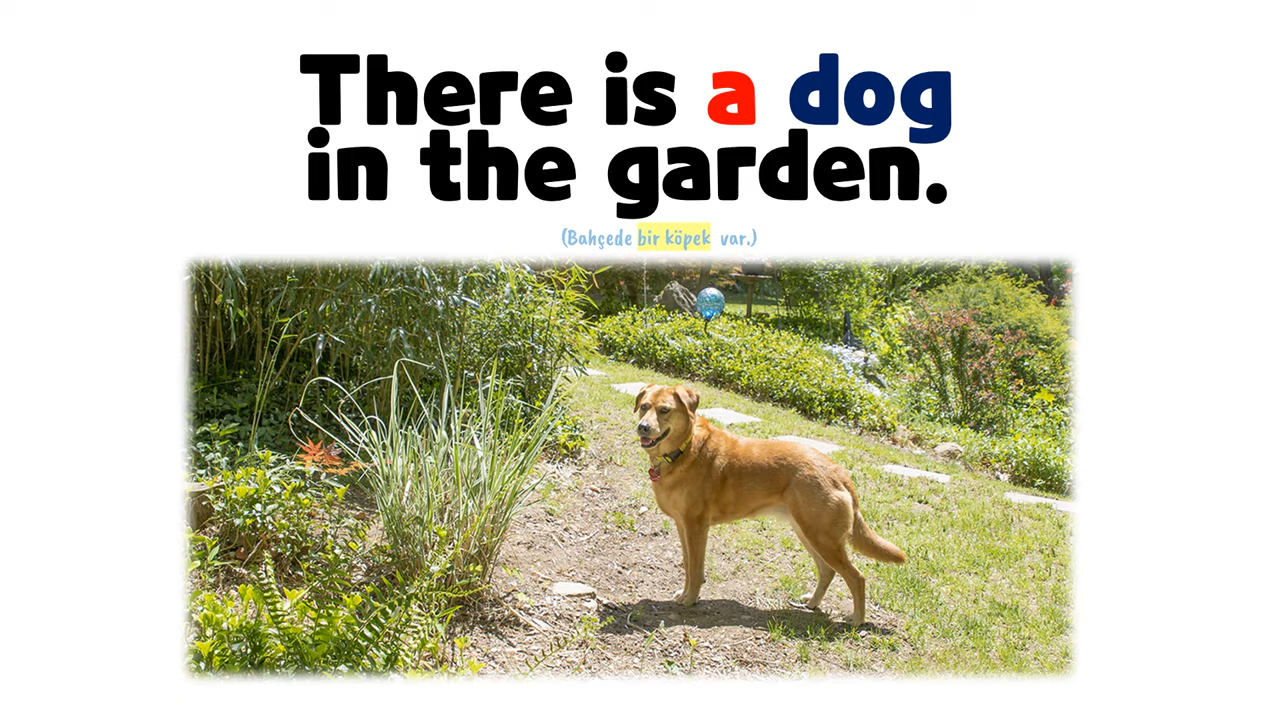 There is a dog
in the garden.
(Bahçede bir köpek var.)